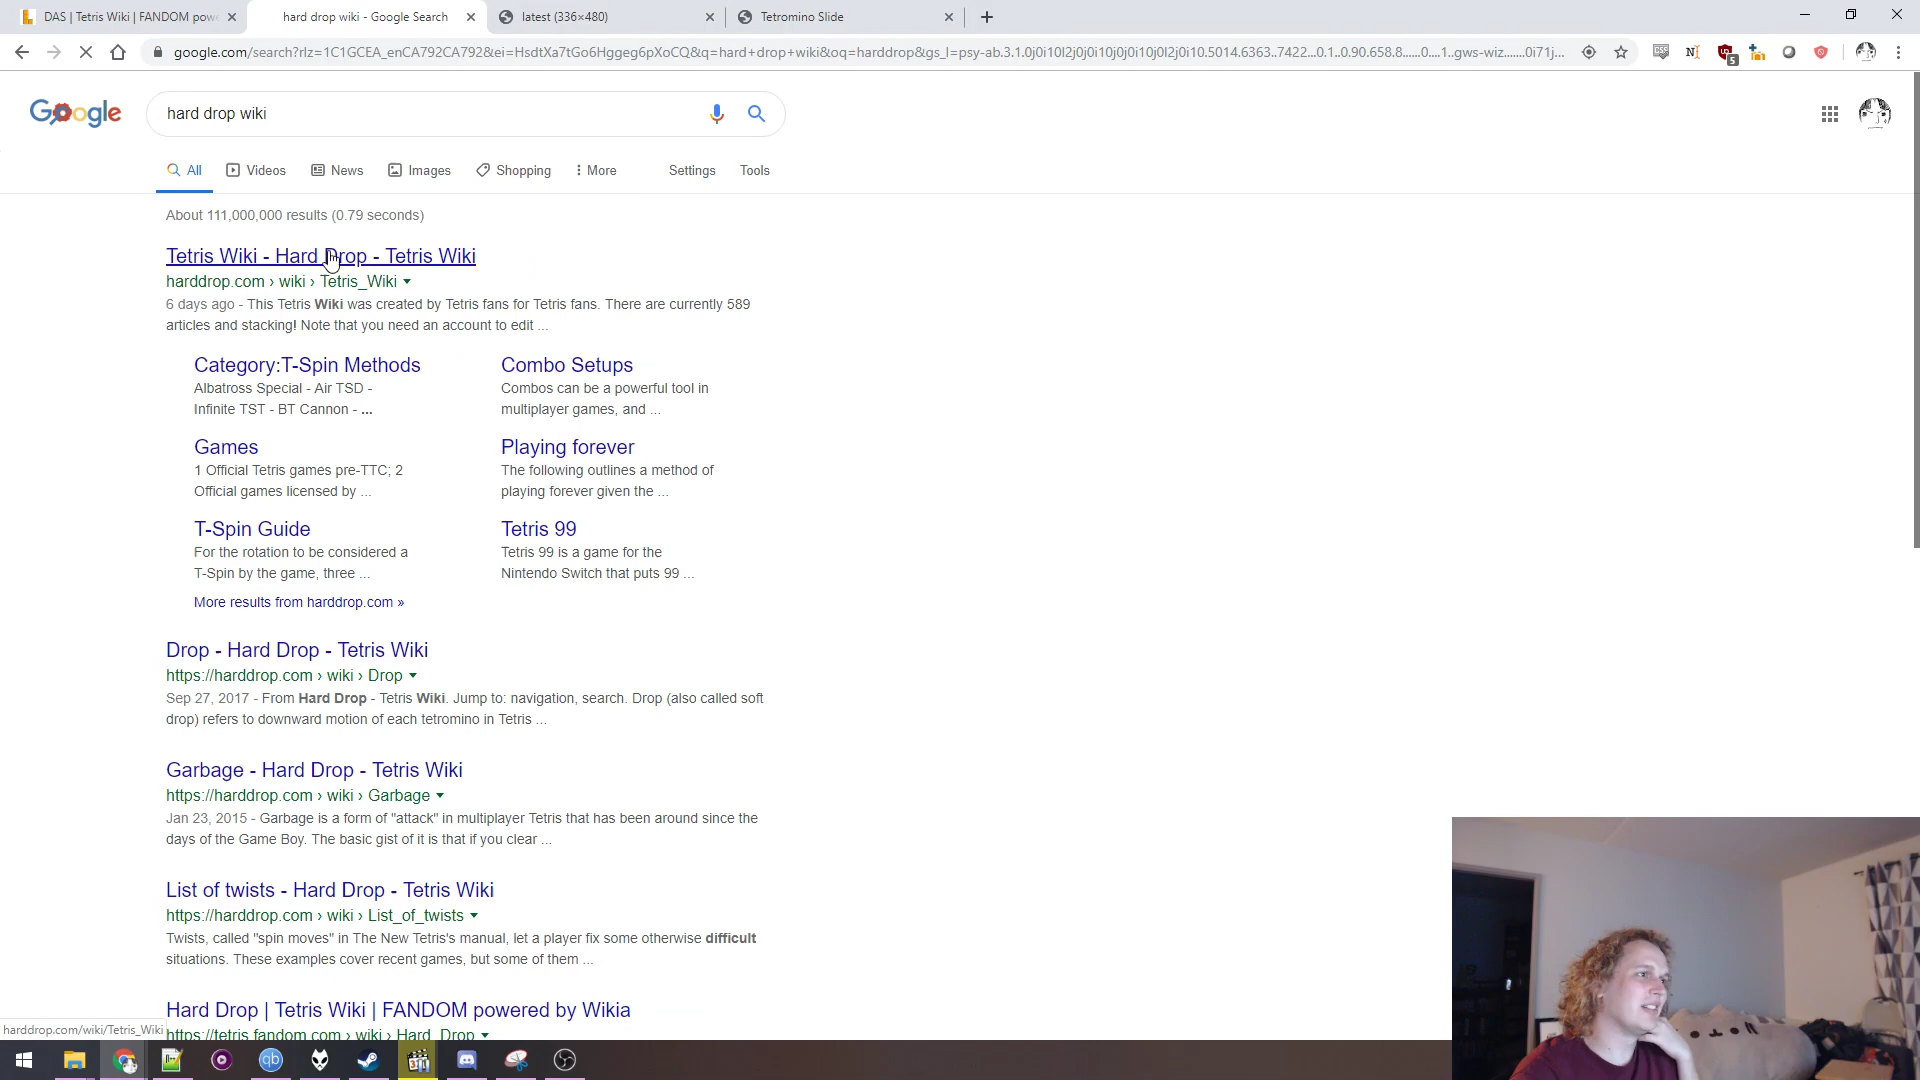 DAS | Tetris Wiki | FANDOM pow
hard drop wiki - Google Search
latest (336×480)
Tetromino Slide
google.com/search?rlz=1C1GCEA_enCA792CA792&ei=HsdtXa7tGo6Hggeg6pXoCQ&q=hard+drop+wiki&oq=harddrop&gs_l=psy-ab.3.1.0j0i10l2j0j0i10j0j0i10j0l2j0i10.5014.6363..7422...0.1..0.90.658.8......0....1..gws-wiz.......0i71j...
5
Google
hard drop wiki
All
Videos
News
Images
Shopping
More
Settings
Tools
About 111,000,000 results (0.79 seconds)
Tetris Wiki - Hard Drop - Tetris Wiki
harddrop.com › wiki › Tetris_Wiki
6 days ago - This Tetris Wiki was created by Tetris fans for Tetris fans. There are currently 589
articles and stacking! Note that you need an account to edit ...
Category:T-Spin Methods
Albatross Special - Air TSD -
Infinite TST - BT Cannon - ...
Combo Setups
Combos can be a powerful tool in
multiplayer games, and ...
Games
1 Official Tetris games pre-TTC; 2
Official games licensed by ...
Playing forever
The following outlines a method of
playing forever given the ...
T-Spin Guide
For the rotation to be considered a
T-Spin by the game, three ...
Tetris 99
Tetris 99 is a game for the
Nintendo Switch that puts 99 ...
More results from harddrop.com »
Drop - Hard Drop - Tetris Wiki
https://harddrop.com › wiki › Drop
Sep 27, 2017 - From Hard Drop - Tetris Wiki. Jump to: navigation, search. Drop (also called soft
drop) refers to downward motion of each tetromino in Tetris ...
Garbage - Hard Drop - Tetris Wiki
https://harddrop.com › wiki › Garbage
Jan 23, 2015 - Garbage is a form of "attack" in multiplayer Tetris that has been around since the
days of the Game Boy. The basic gist of it is that if you clear ...
List of twists - Hard Drop - Tetris Wiki
https://harddrop.com › wiki › List_of_twists
Twists, called "spin moves" in The New Tetris's manual, let a player fix some otherwise difficult
situations. These examples cover recent games, but some of them ...
Hard Drop | Tetris Wiki | FANDOM powered by Wikia
https://tetris.fandom.com › wiki › Hard_Drop
harddrop.com/wiki/Tetris_Wiki
qb